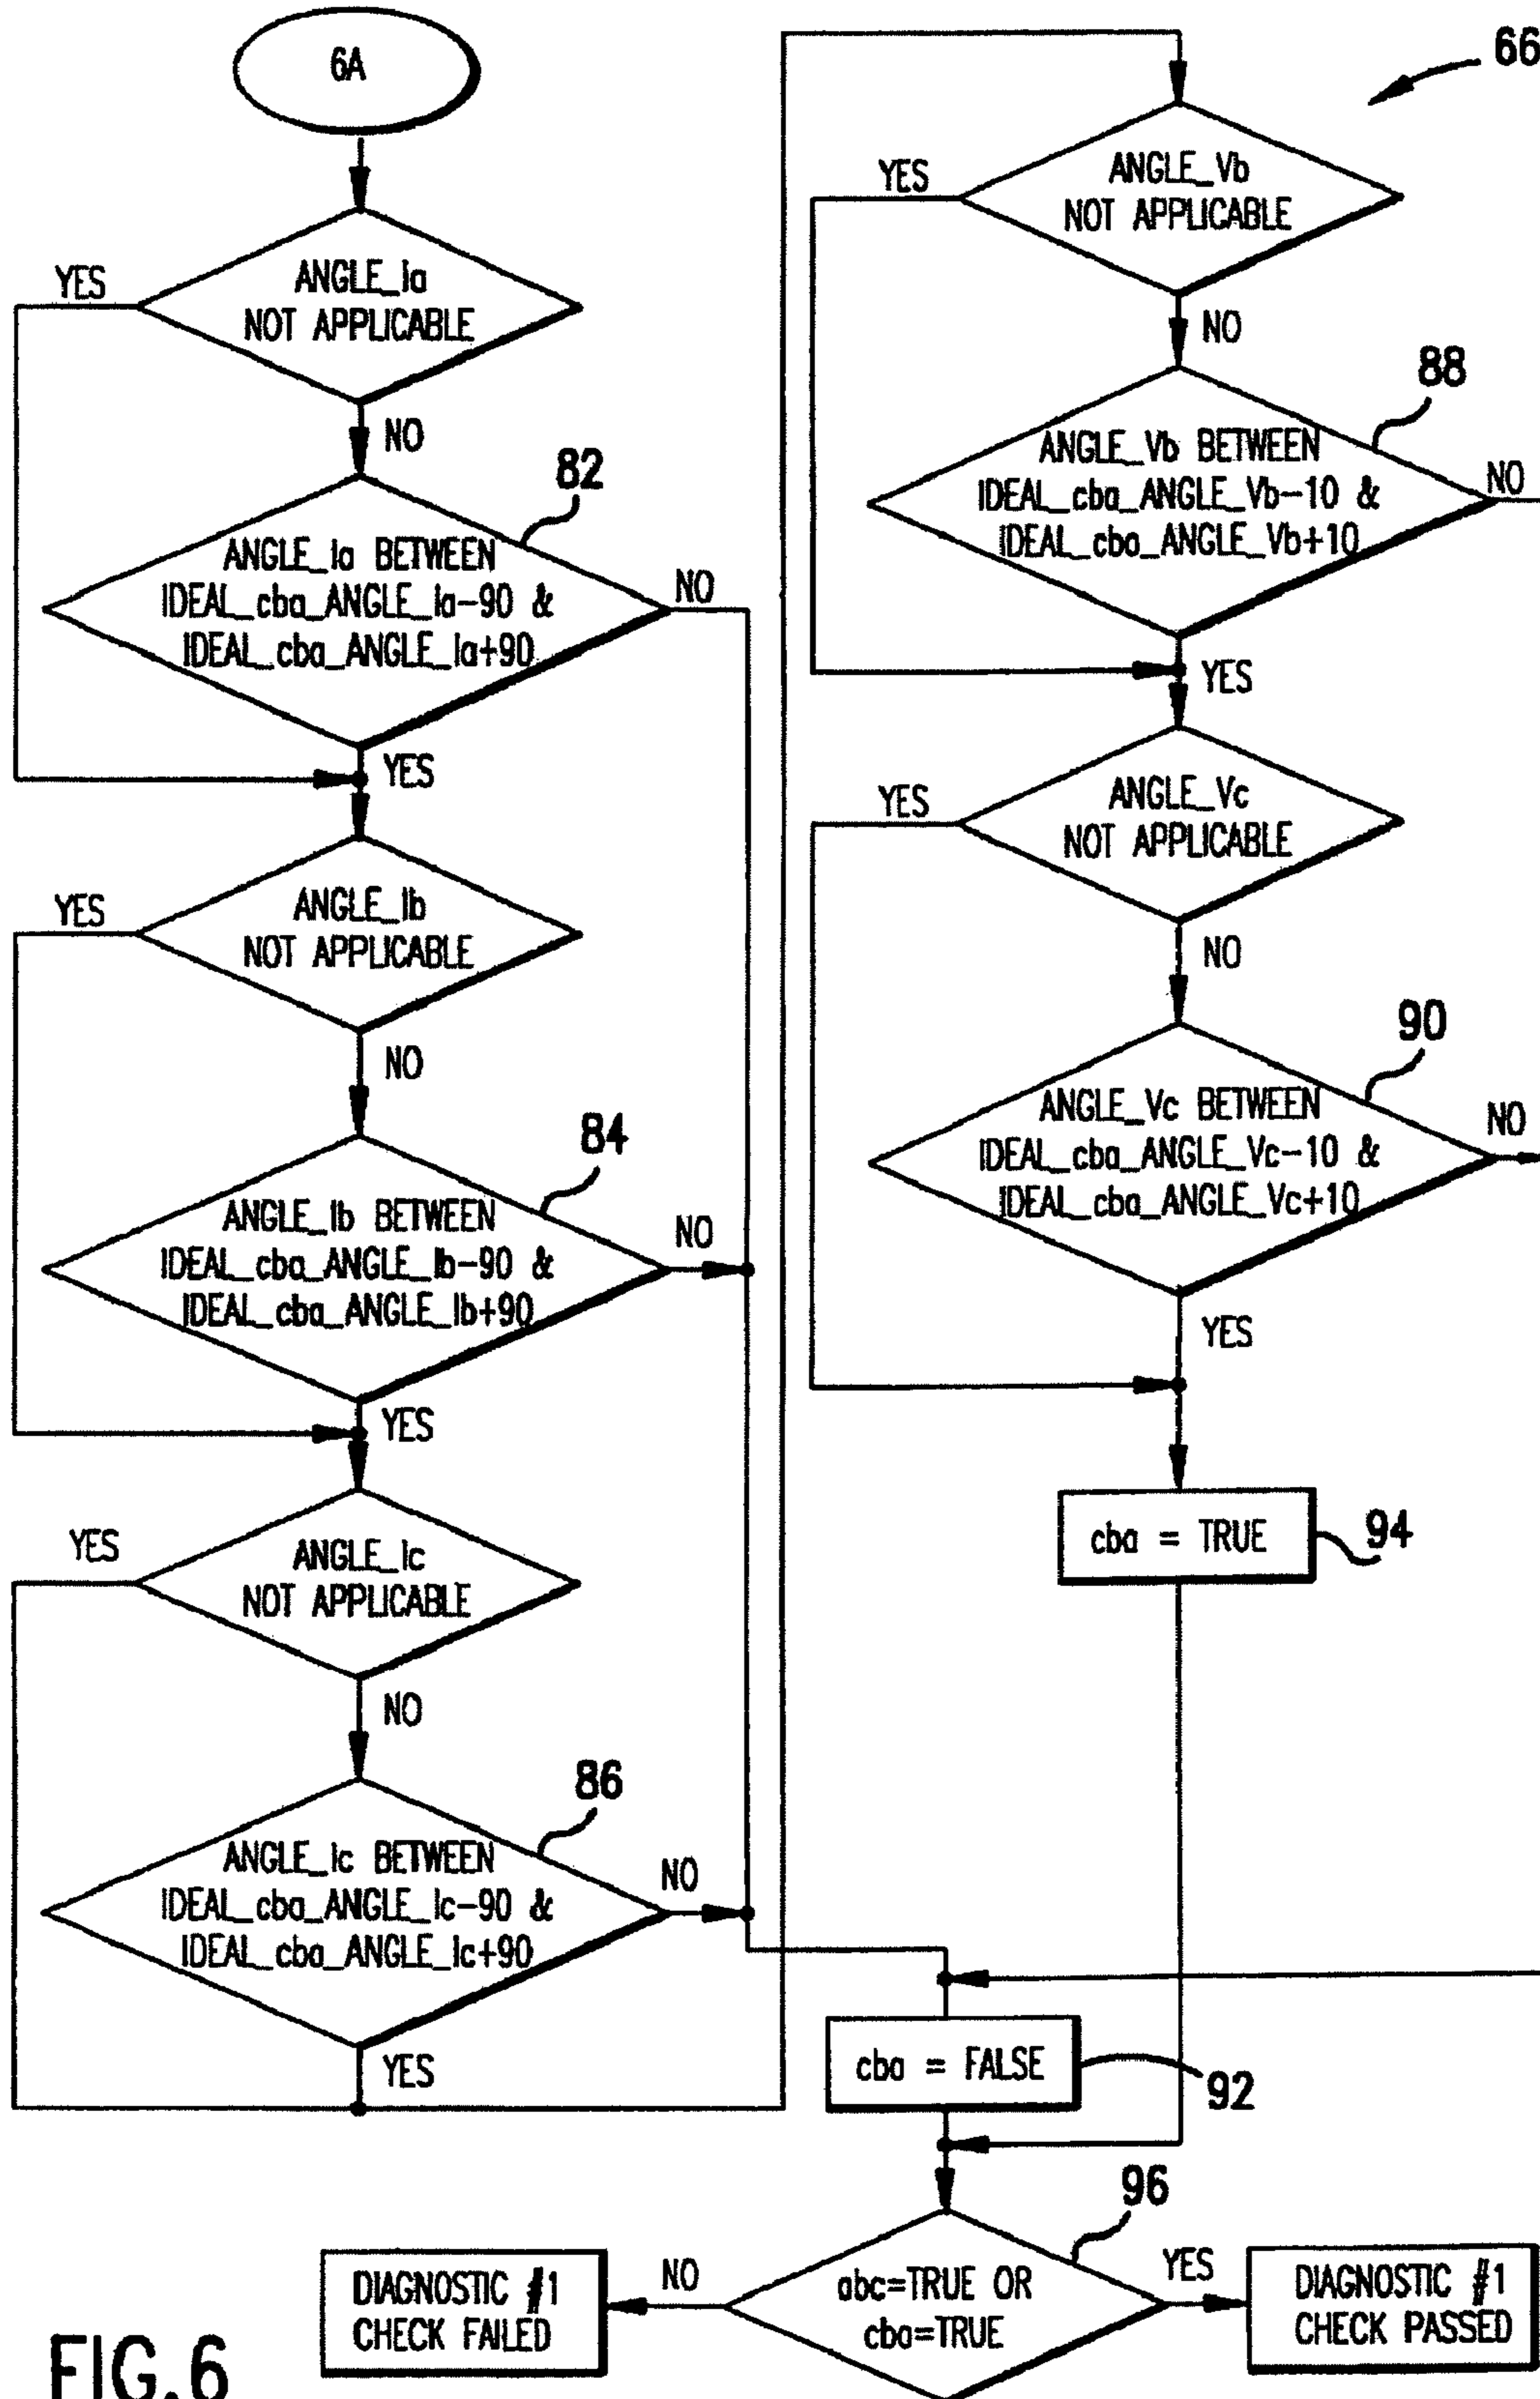 6A
ANGLE_Ia
NOT APPLICABLE
YES
NO
82
ANGLE_Ia BETWEEN
IDEAL_cba_ANGLE_Ia-90 &
IDEAL_cba_ANGLE_Ia+90
NO
YES
ANGLE_Ib
NOT APPLICABLE
YES
NO
84
ANGLE_Ib BETWEEN
IDEAL_cba_ANGLE_Ib-90 &
IDEAL_cba_ANGLE_Ib+90
NO
YES
ANGLE_Ic
NOT APPLICABLE
YES
NO
86
ANGLE_Ic BETWEEN
IDEAL_cba_ANGLE_Ic-90 &
IDEAL_cba_ANGLE_Ic+90
NO
YES
66
ANGLE_Vb
NOT APPLICABLE
YES
NO
88
ANGLE_Vb BETWEEN
IDEAL_cba_ANGLE_Vb-10 &
IDEAL_cba_ANGLE_Vb+10
NO
YES
ANGLE_Vc
NOT APPLICABLE
YES
NO
90
ANGLE_Vc BETWEEN
IDEAL_cba_ANGLE_Vc-10 &
IDEAL_cba_ANGLE_Vc+10
NO
YES
cba = TRUE
94
cba = FALSE
92
96
abc=TRUE OR
cba=TRUE
NO
YES
DIAGNOSTIC #1
CHECK FAILED
DIAGNOSTIC #1
CHECK PASSED
FIG.6